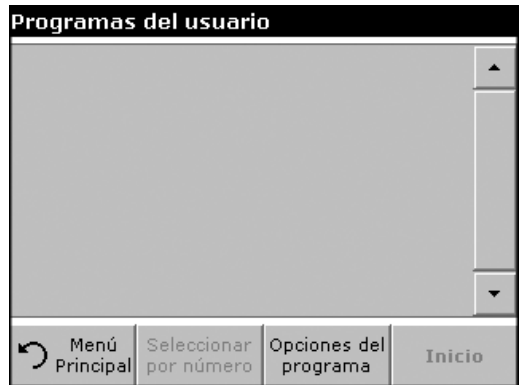 Programas del usuario
Menú
Principal
Seleccionar
por número
Opciones del
programa
Inicio